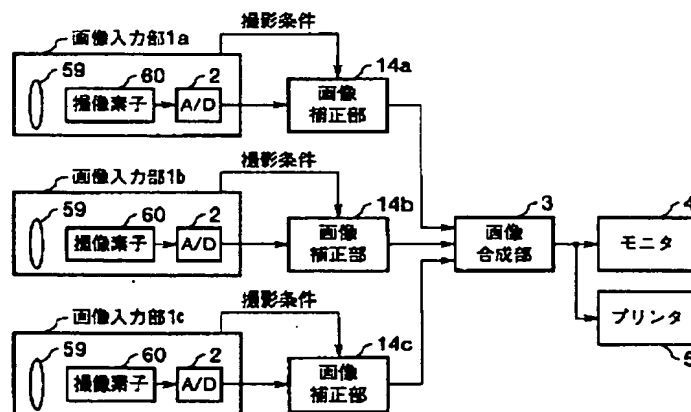 画像入力部1a
撮影条件
59
60
2
14a
撮像素子
A/D
画像
補正部
画像入力部1b
撮影条件
59
60
2
14b
撮像素子
A/D
画像
補正部
3
画像
合成部
4
モニタ
プリンタ
5
画像入力部1c
撮影条件
59
60
2
14c
撮像素子
A/D
画像
補正部